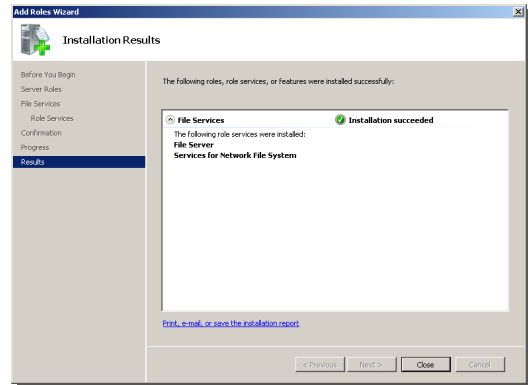 Add Roles Wizard
Installation Results
Before You Begin
Server Roles
File Services
Role Services
Confirmation
Progress
Results
The following roles, role services, or features were installed successfully:
File Services
Installation succeeded
The following role services were installed:
File Server
Services for Network File System
Print, e-mail, or save the installation report
< Previous
Next >
Close
Cancel